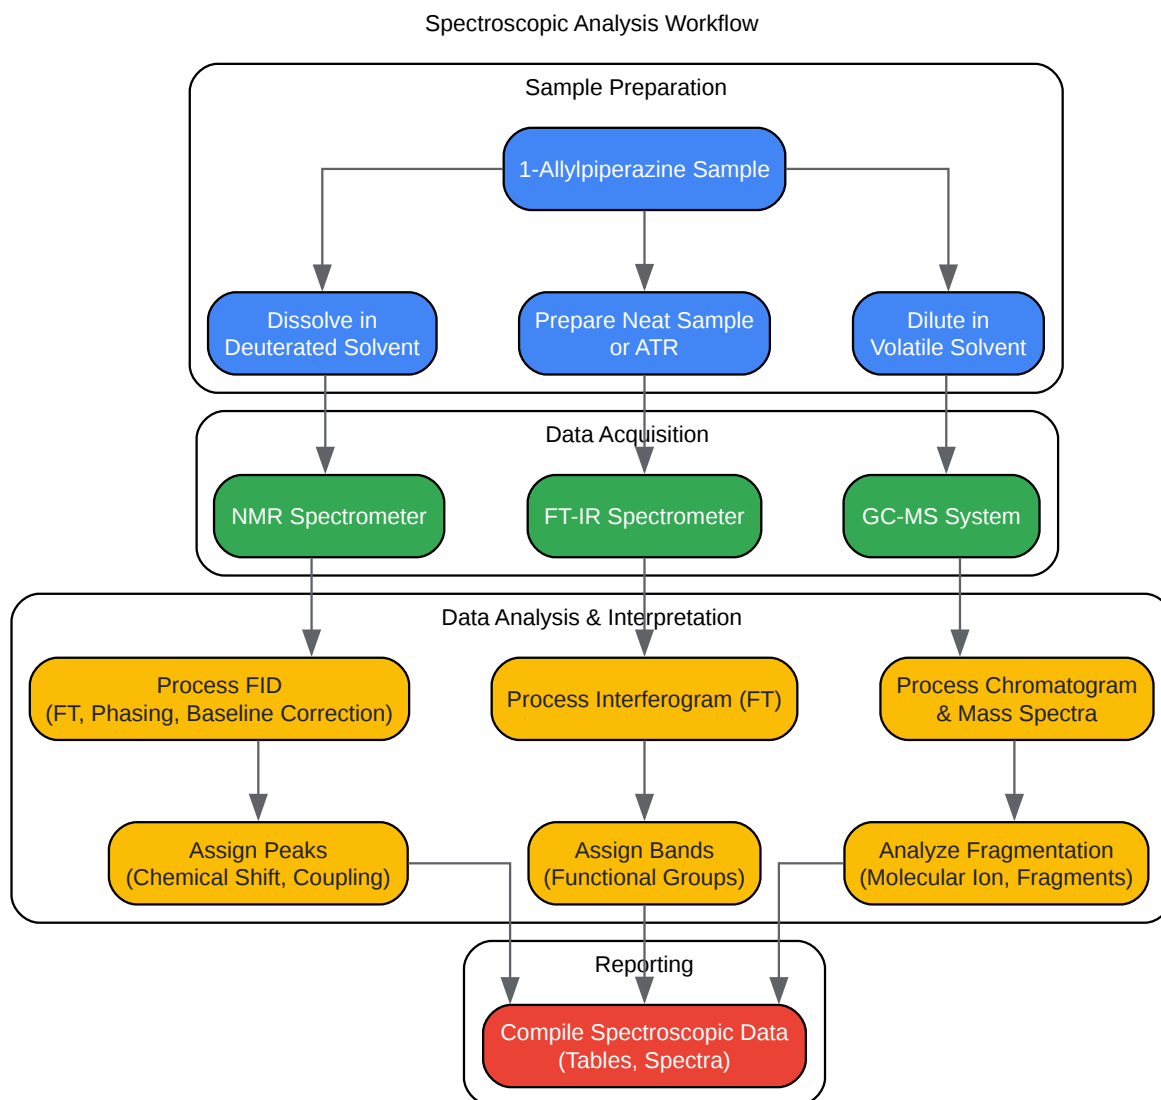 Spectroscopic Analysis Workflow
Sample Preparation
1-Allylpiperazine Sample
Dissolve in
Deuterated Solvent
Prepare Neat Sample
or ATR
Dilute in
Volatile Solvent
Data Acquisition
NMR Spectrometer
FT-IR Spectrometer
GC-MS System
Data Analysis & Interpretation
Process FID
(FT, Phasing, Baseline Correction)
Process Interferogram (FT)
Process Chromatogram
& Mass Spectra
Assign Peaks
(Chemical Shift, Coupling)
Assign Bands
(Functional Groups)
Analyze Fragmentation
(Molecular Ion, Fragments)
Reporting
Compile Spectroscopic Data
(Tables, Spectra)